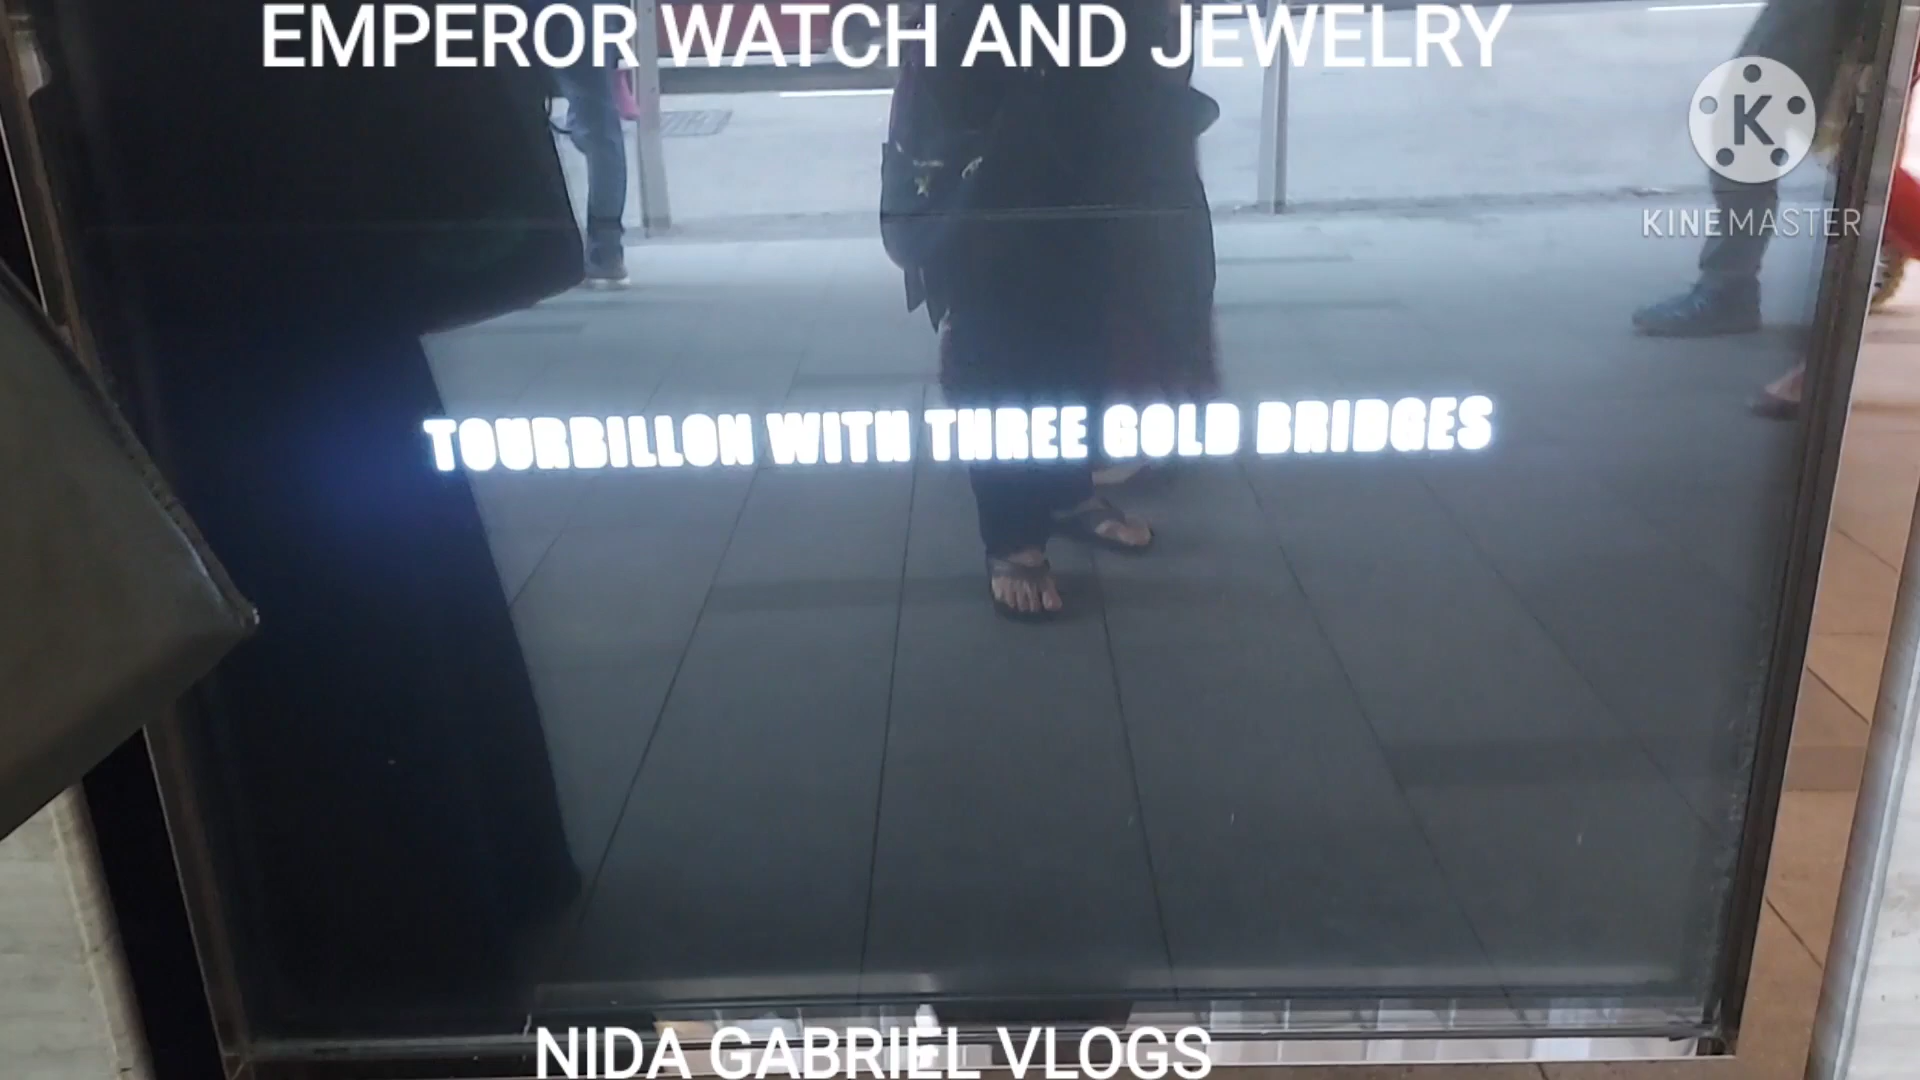 EMPEROR WATCH AND JEWELRY
K
KINEMASTER
TOURBILLON WITH THREE GOLD BRIDGES
NIDA GABRIEL VLOGS